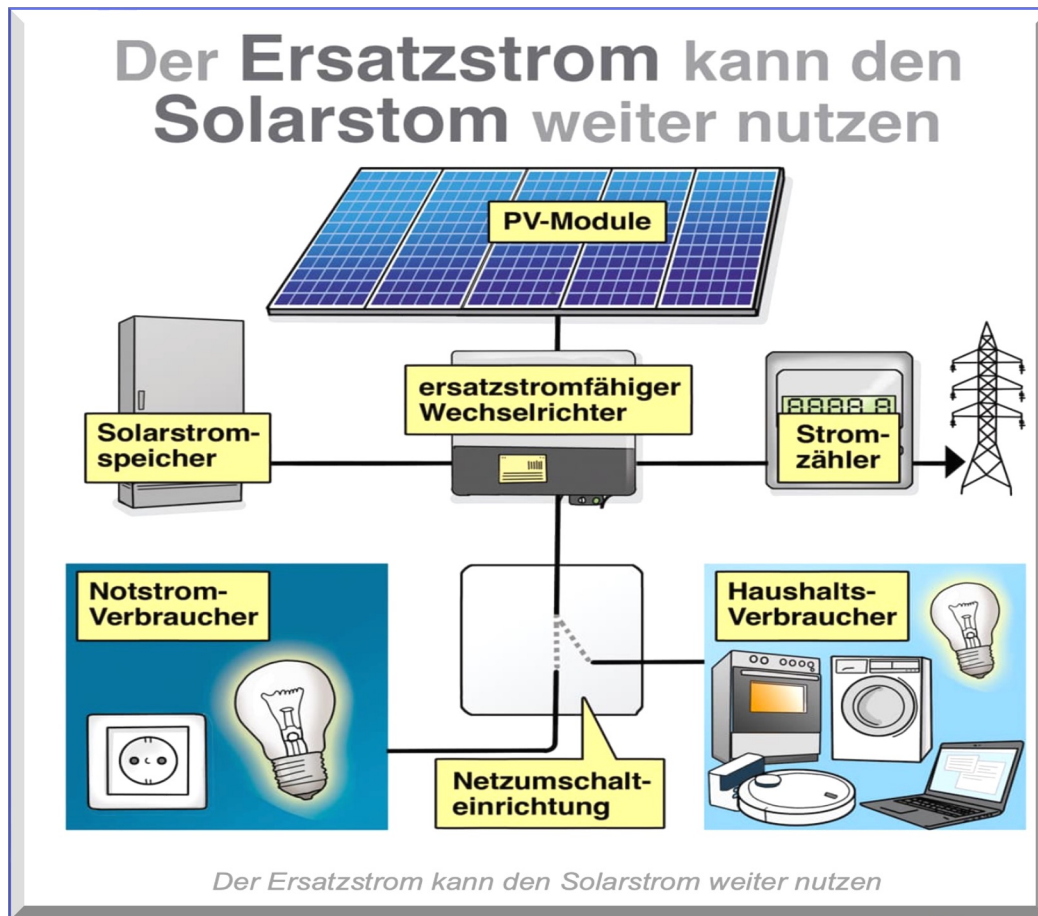 Der Ersatzstrom kann den
Solarstom weiter nutzen
PV-Module
ersatzstromfähiger
Wechselrichter
Solarstrom-
speicher
Strom-
zähler
Notstrom-
Verbraucher
Haushalts-
Verbraucher
Netzumschalt-
einrichtung
Der Ersatzstrom kann den Solarstrom weiter nutzen